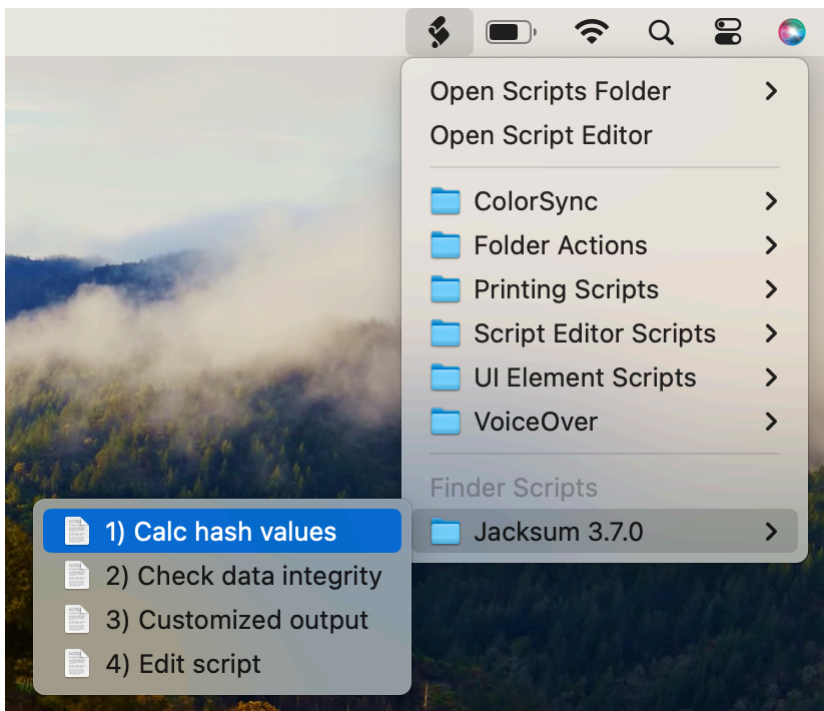 Open Scripts Folder
Open Script Editor
ColorSync
Folder Actions
Printing Scripts
Script Editor Scripts
UI Element Scripts
VoiceOver
Finder Scripts
Jacksum 3.7.0
1) Calc hash values
2) Check data integrity
3) Customized output
4) Edit script